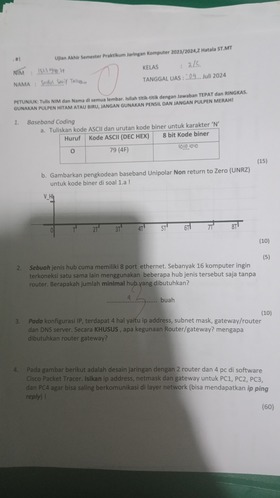 #1 Ujian Akhir Semester Praktikum Jaringan Komputer 2023/2024,Z Hatala ST.MT
NIM :
KELAS :
NAMA :
TANGGAL UAS : Juli 2024
PETUNJUK: Tulis NIM dan Nama di semua lembar. Isilah titik-titik dengan Jawaban TEPAT dan RINGKAS.
GUNAKAN PULPEN HITAM ATAU BIRU, JANGAN GUNAKAN PENSIL DAN JANGAN PULPEN MERAH!
1. Baseband Coding
a. Tuliskan kode ASCII dan urutan kode biner untuk karakter 'N'
Huruf Kode ASCII (DEC HEX) 8 bit Kode biner
O 79 (4F)
(15)
b. Gambarkan pengkodean baseband Unipolar Non return to Zero (UNRZ)
untuk kode biner di soal 1.a !
0 T 2T 3T 4T 5T 6T 7T 8T
(10)
(5)
2. Sebuah jenis hub cuma memiliki 8 port ethernet. Sebanyak 16 komputer ingin
terkoneksi satu sama lain menggunakan beberapa hub jenis tersebut saja tanpa
router. Berapakah jumlah minimal hub yang dibutuhkan?
buah
(10)
3. Pada konfigurasi IP, terdapat 4 hal yaitu ip address, subnet mask, gateway/router
dan DNS server. Secara KHUSUS , apa kegunaan Router/gateway? mengapa
dibutuhkan router gateway?
4. Pada gambar berikut adalah desain jaringan dengan 2 router dan 4 pc di software
Cisco Packet Trazer. Isikan ip address, netmask dan gateway untuk PC1, PC2, PC3,
dan PC4 agar bisa saling berkomunikasi di layer network (bisa mendapatkan ip ping
reply) !
(60)